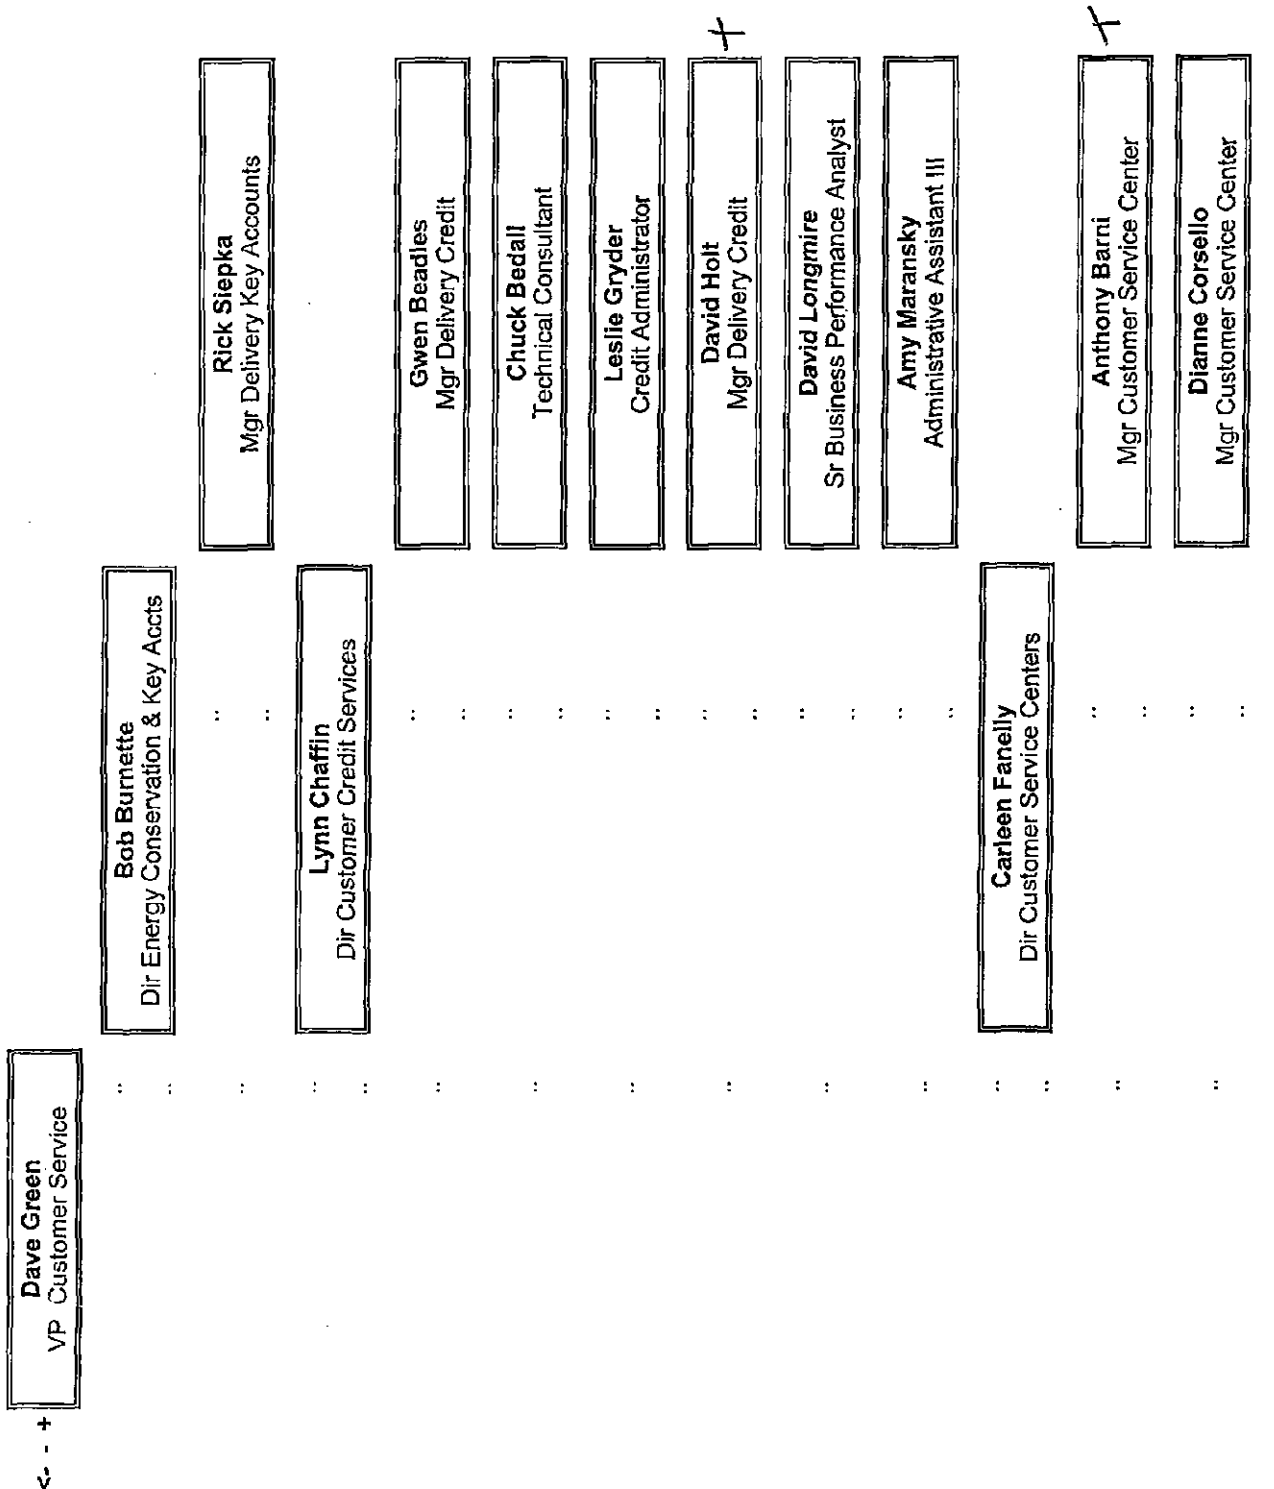 <- - +
Dave Green
VP Customer Service
Bob Burnette
Dir Energy Conservation & Key Accts
Rick Siepka
Mgr Delivery Key Accounts
Lynn Chaffin
Dir Customer Credit Services
Gwen Beadles
Mgr Delivery Credit
Chuck Bedall
Technical Consultant
Leslie Gryder
Credit Administrator
David Holt
Mgr Delivery Credit
+
David Longmire
Sr Business Performance Analyst
Amy Maransky
Administrative Assistant III
Carleen Fanelly
Dir Customer Service Centers
Anthony Barni
Mgr Customer Service Center
+
Dianne Corsello
Mgr Customer Service Center